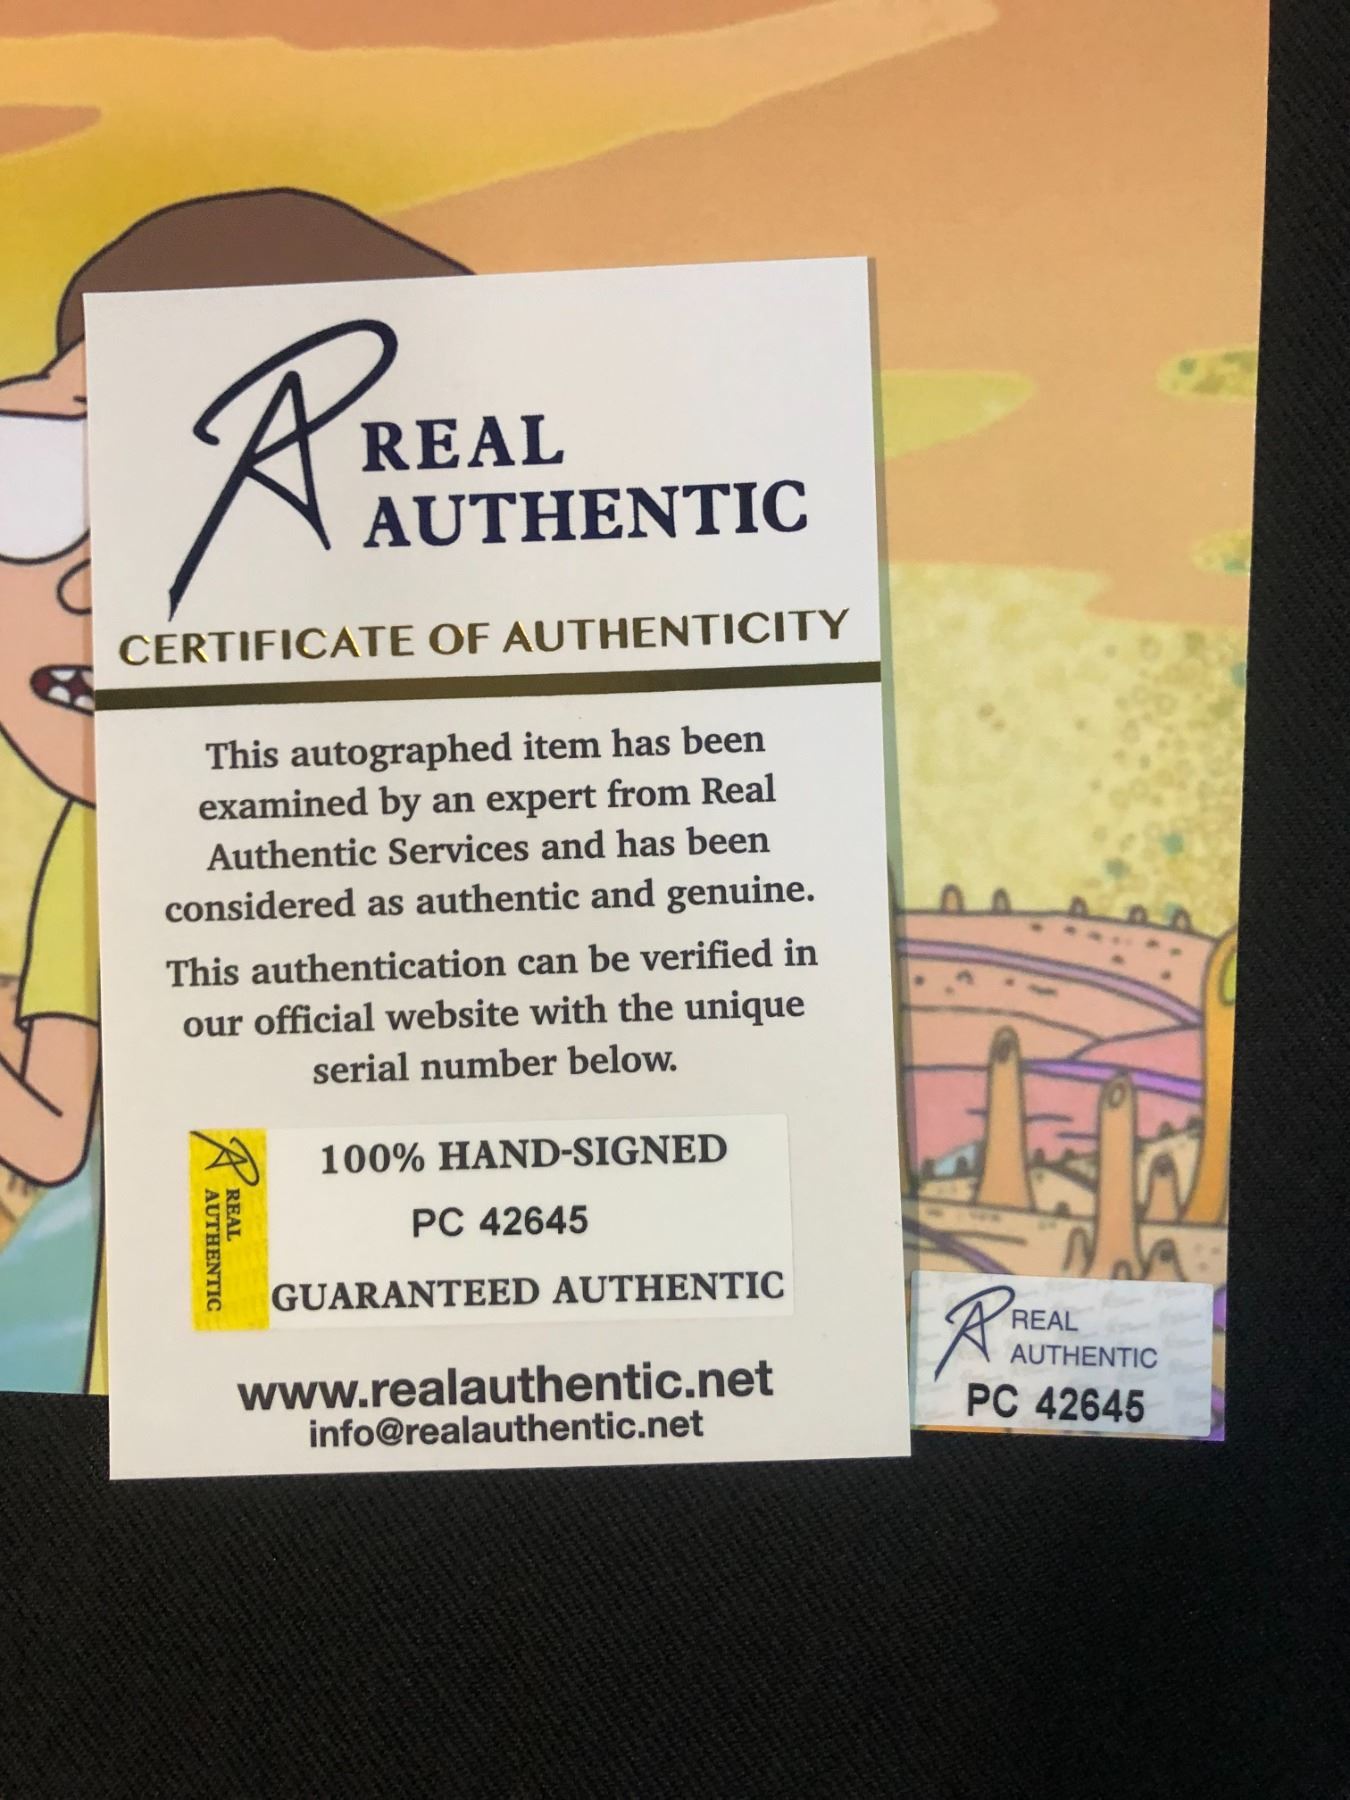 REAL
AUTHENTIC
CERTIFICATE OF AUTHENTICITY
This autographed item has been
examined by an expert from Real
Authentic Services and has been
considered as authentic and genuine.
This authentication can be verified in
our official website with the unique
serial number below.
REAL
AUTHENTIC
100% HAND-SIGNED
PC 42645
GUARANTEED AUTHENTIC
www.realauthentic.net
info@realauthentic.net
REAL
AUTHENTIC
PC 42645